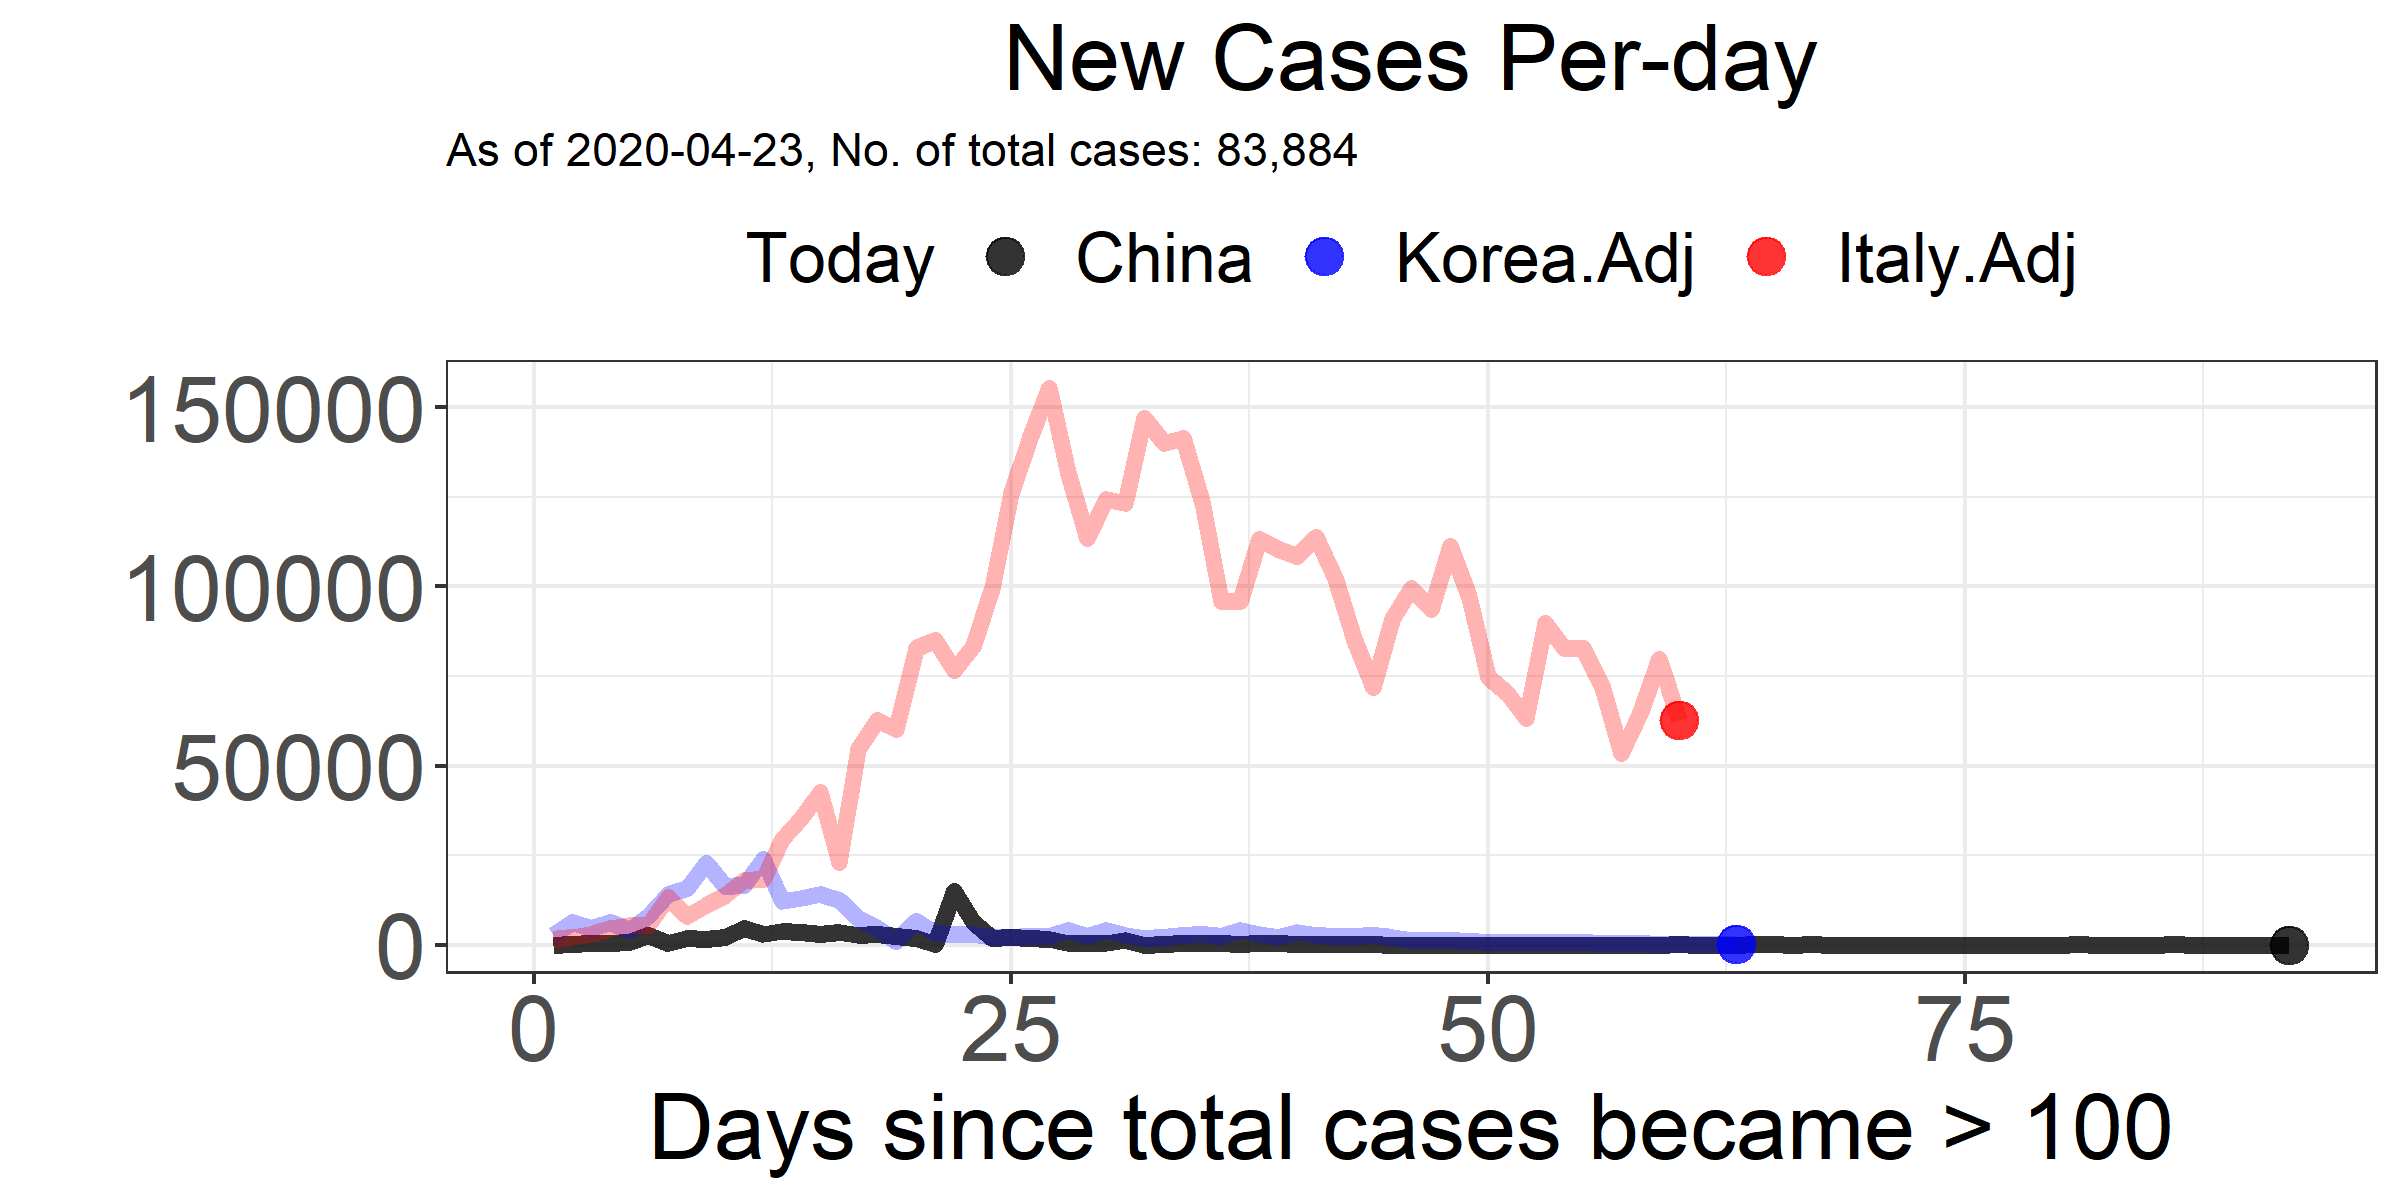 New Cases Per-day
As of 2020-04-23, No. of total cases: 83,884
Today China Korea.Adj Italy.Adj
150000
100000
50000
0
0 25 50 75
Days since total cases became > 100